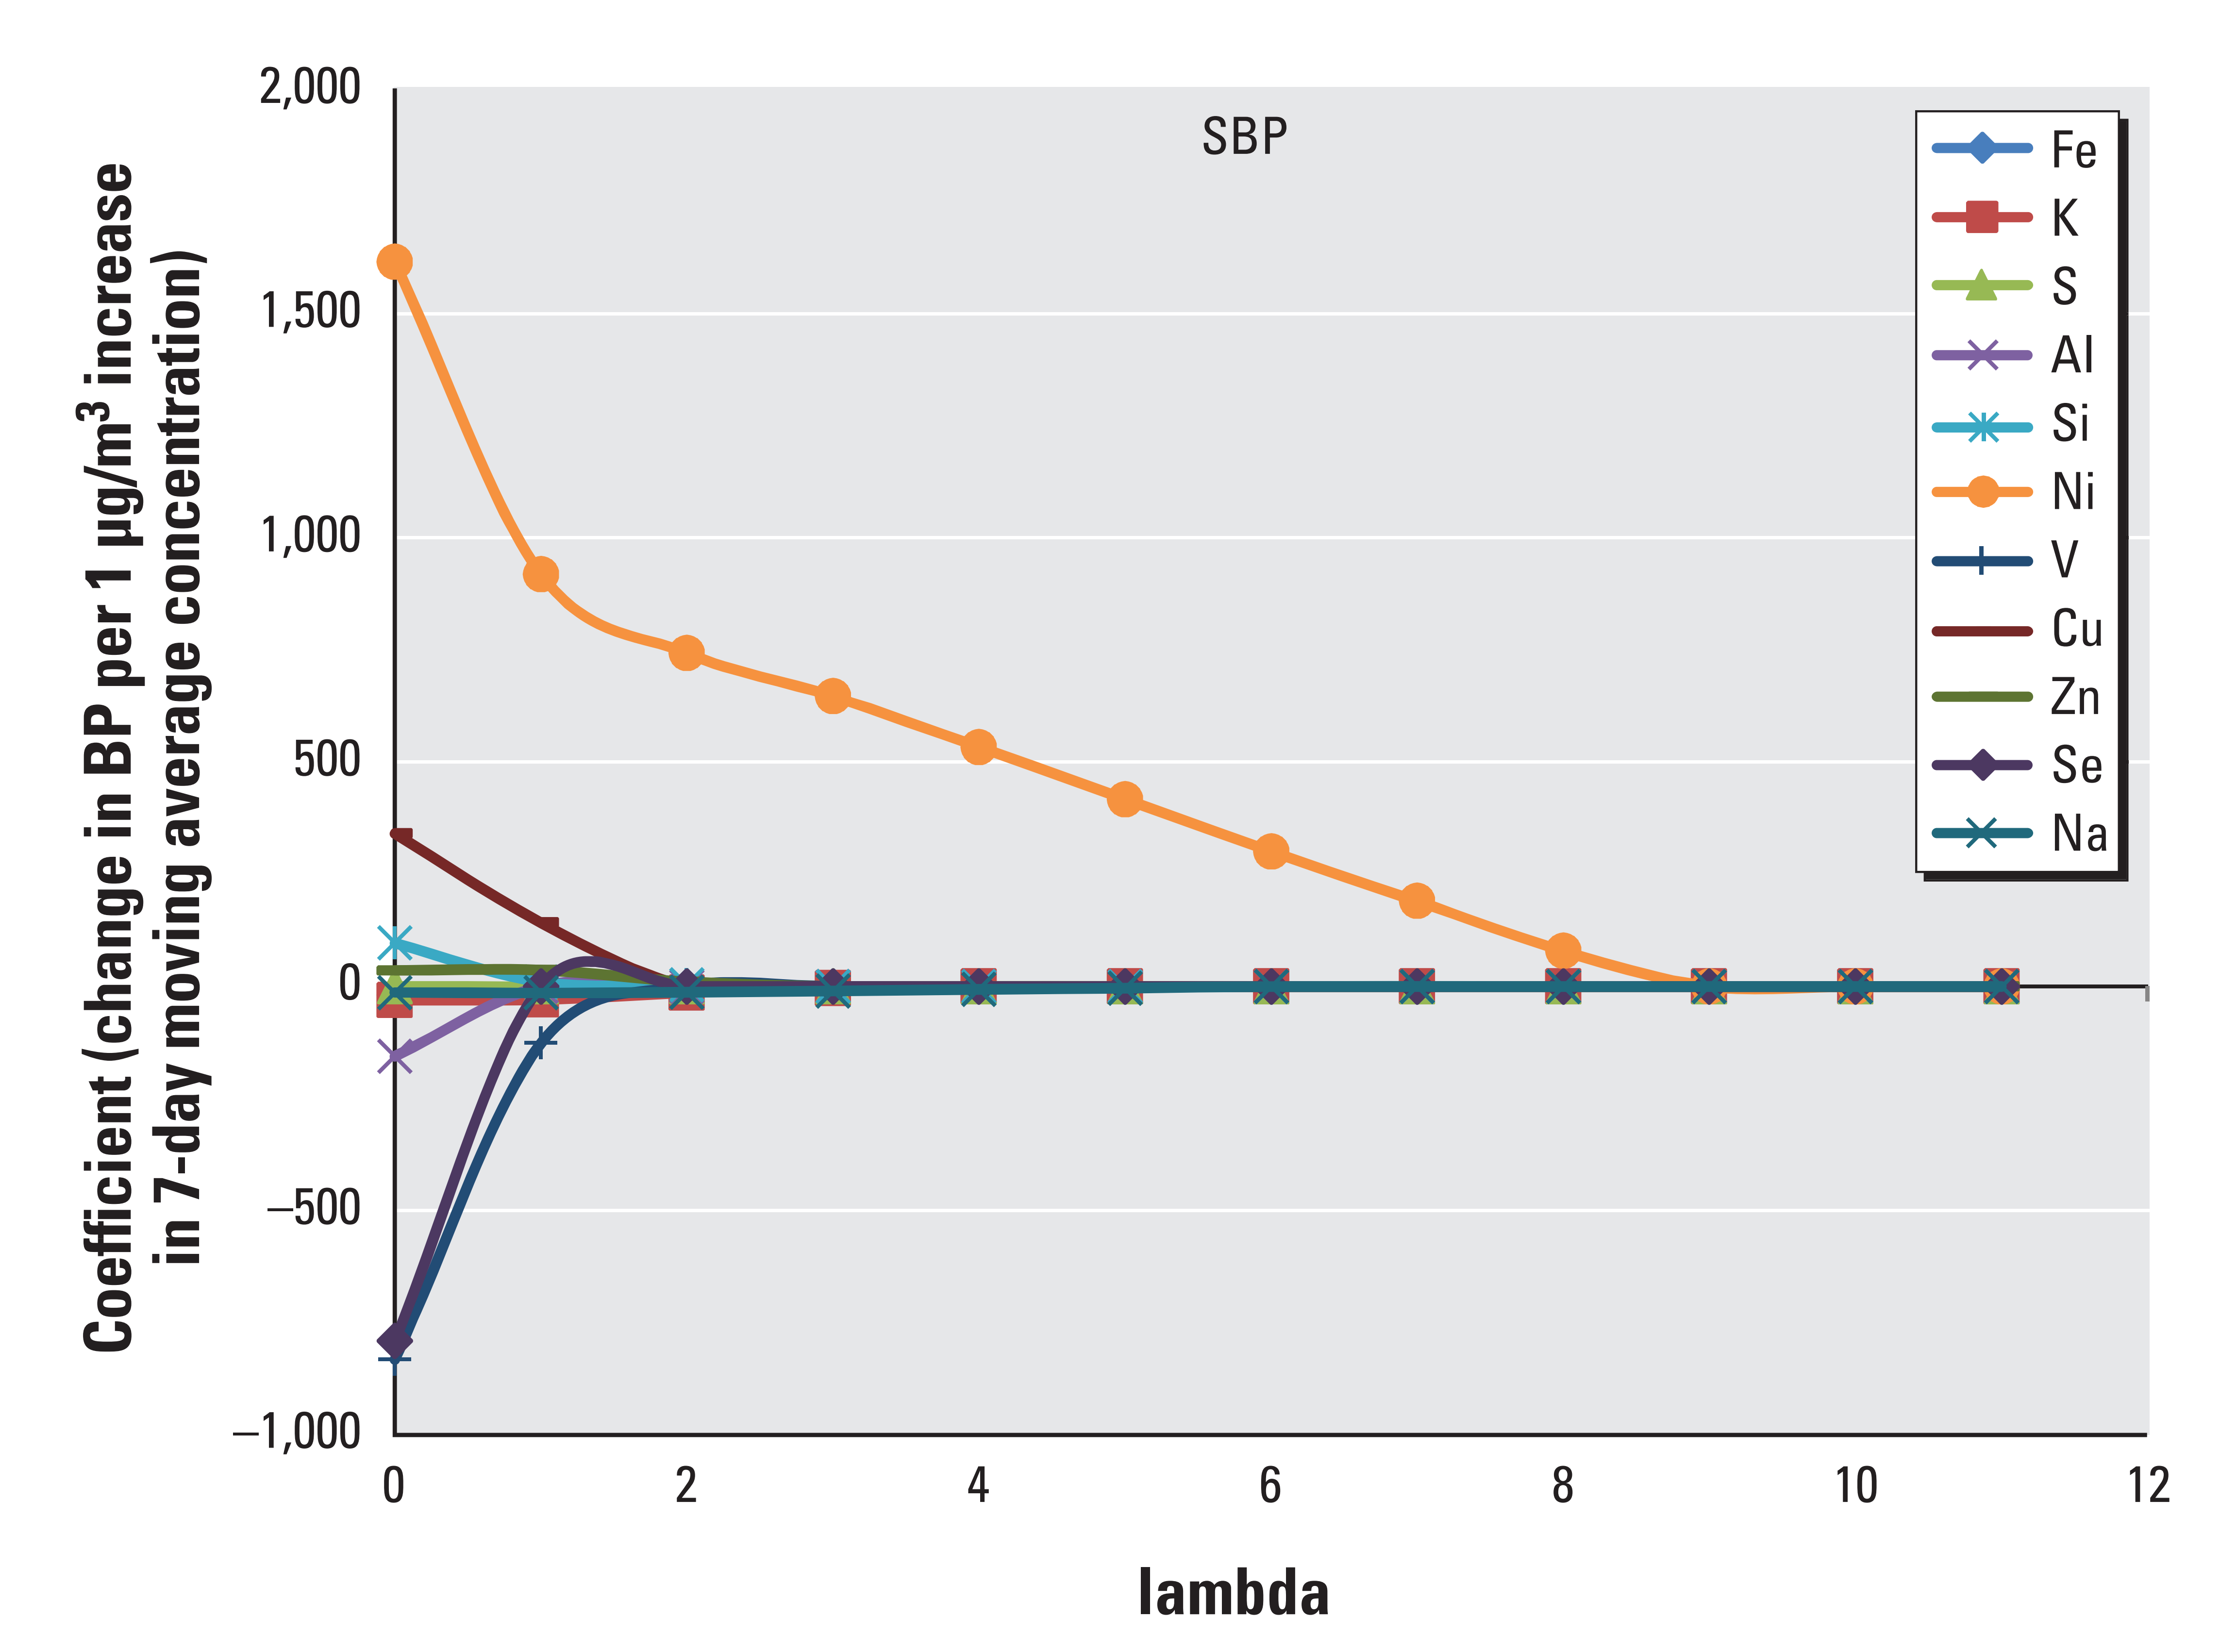 SBP
Coefficient (change in BP per 1 µg/m³ increase
in 7-day moving average concentration)
2,000
1,500
1,000
500
0
–500
–1,000
0 2 4 6 8 10 12
lambda
Fe
K
S
Al
Si
Ni
V
Cu
Zn
Se
Na